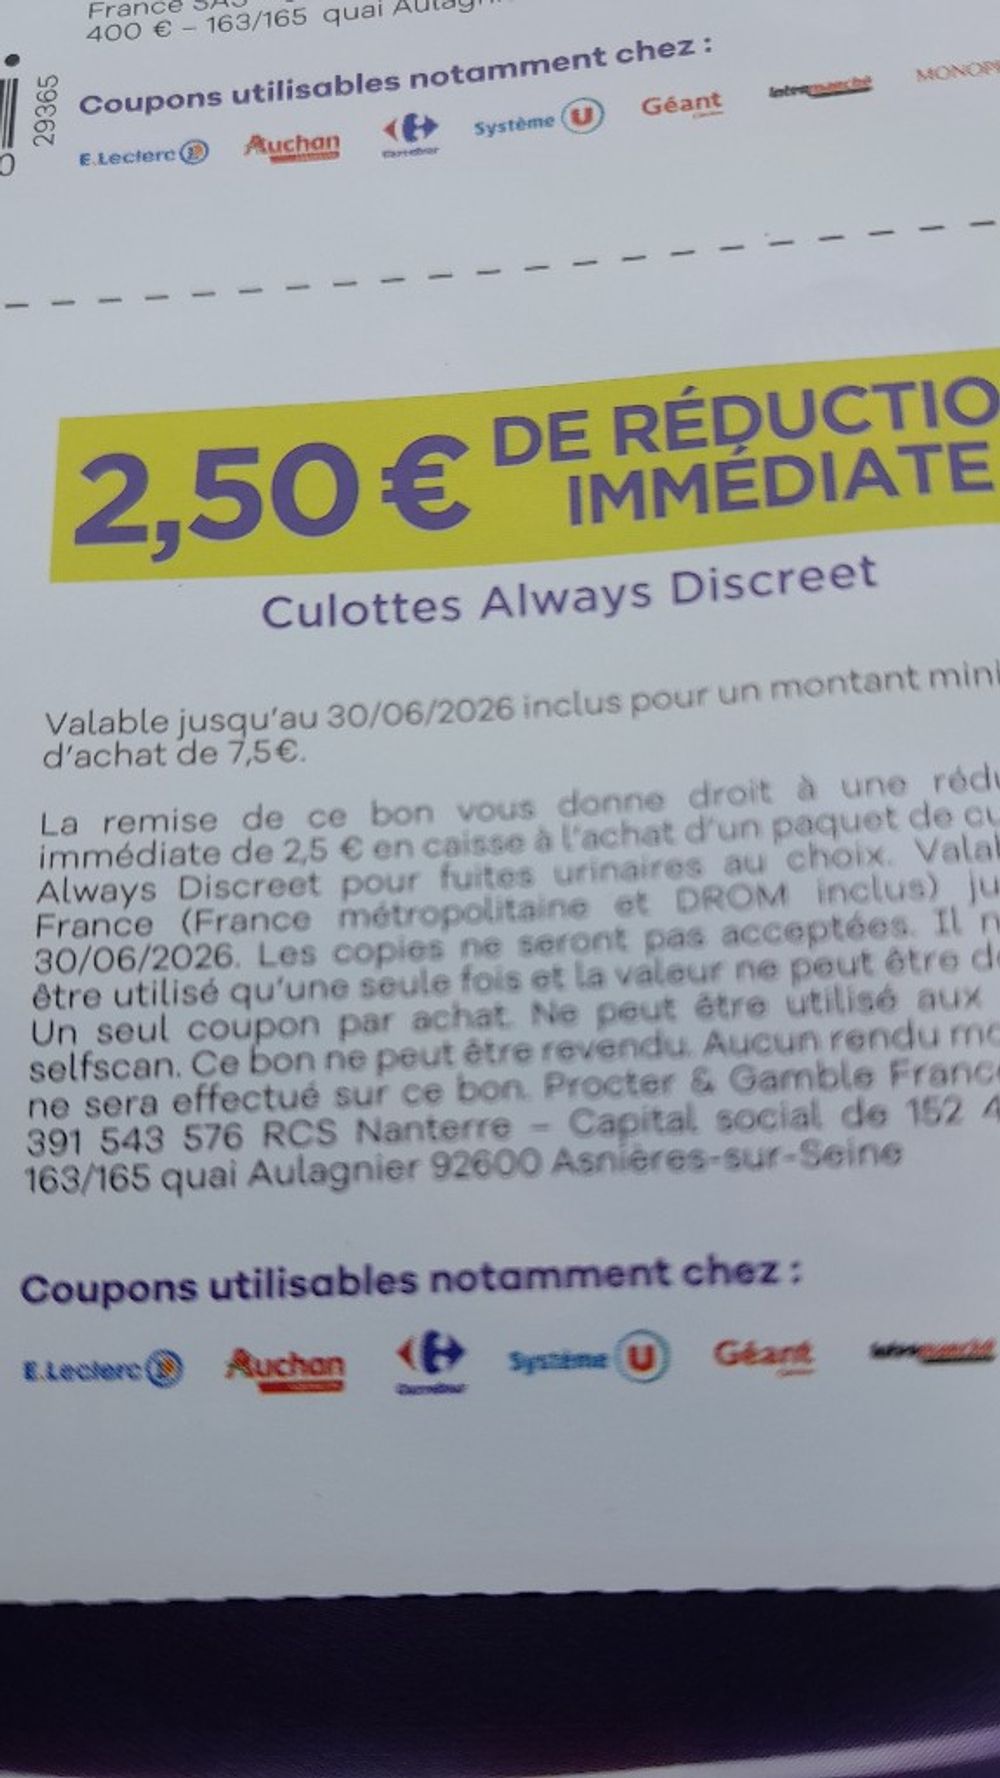 France SAS
400 € – 163/165 quai Aulagn
29365
Coupons utilisables notamment chez :
E.Leclerc Auchan Carrefour Système U Géant Intermarché MONOP
2,50 € DE RÉDUCTIO
IMMÉDIATE
Culottes Always Discreet
Valable jusqu'au 30/06/2026 inclus pour un montant mini
d'achat de 7,5€.
La remise de ce bon vous donne droit à une rédu
immédiate de 2,5 € en caisse à l'achat d'un paquet de cu
Always Discreet pour fuites urinaires au choix. Valab
France (France métropolitaine et DROM inclus) ju
30/06/2026. Les copies ne seront pas acceptées. Il n
être utilisé qu'une seule fois et la valeur ne peut être d
Un seul coupon par achat. Ne peut être utilisé aux
selfscan. Ce bon ne peut être revendu. Aucun rendu mo
ne sera effectué sur ce bon. Procter & Gamble Franc
391 543 576 RCS Nanterre – Capital social de 152 4
163/165 quai Aulagnier 92600 Asnières-sur-Seine
Coupons utilisables notamment chez :
E.Leclerc Auchan Carrefour Système U Géant Intermarché